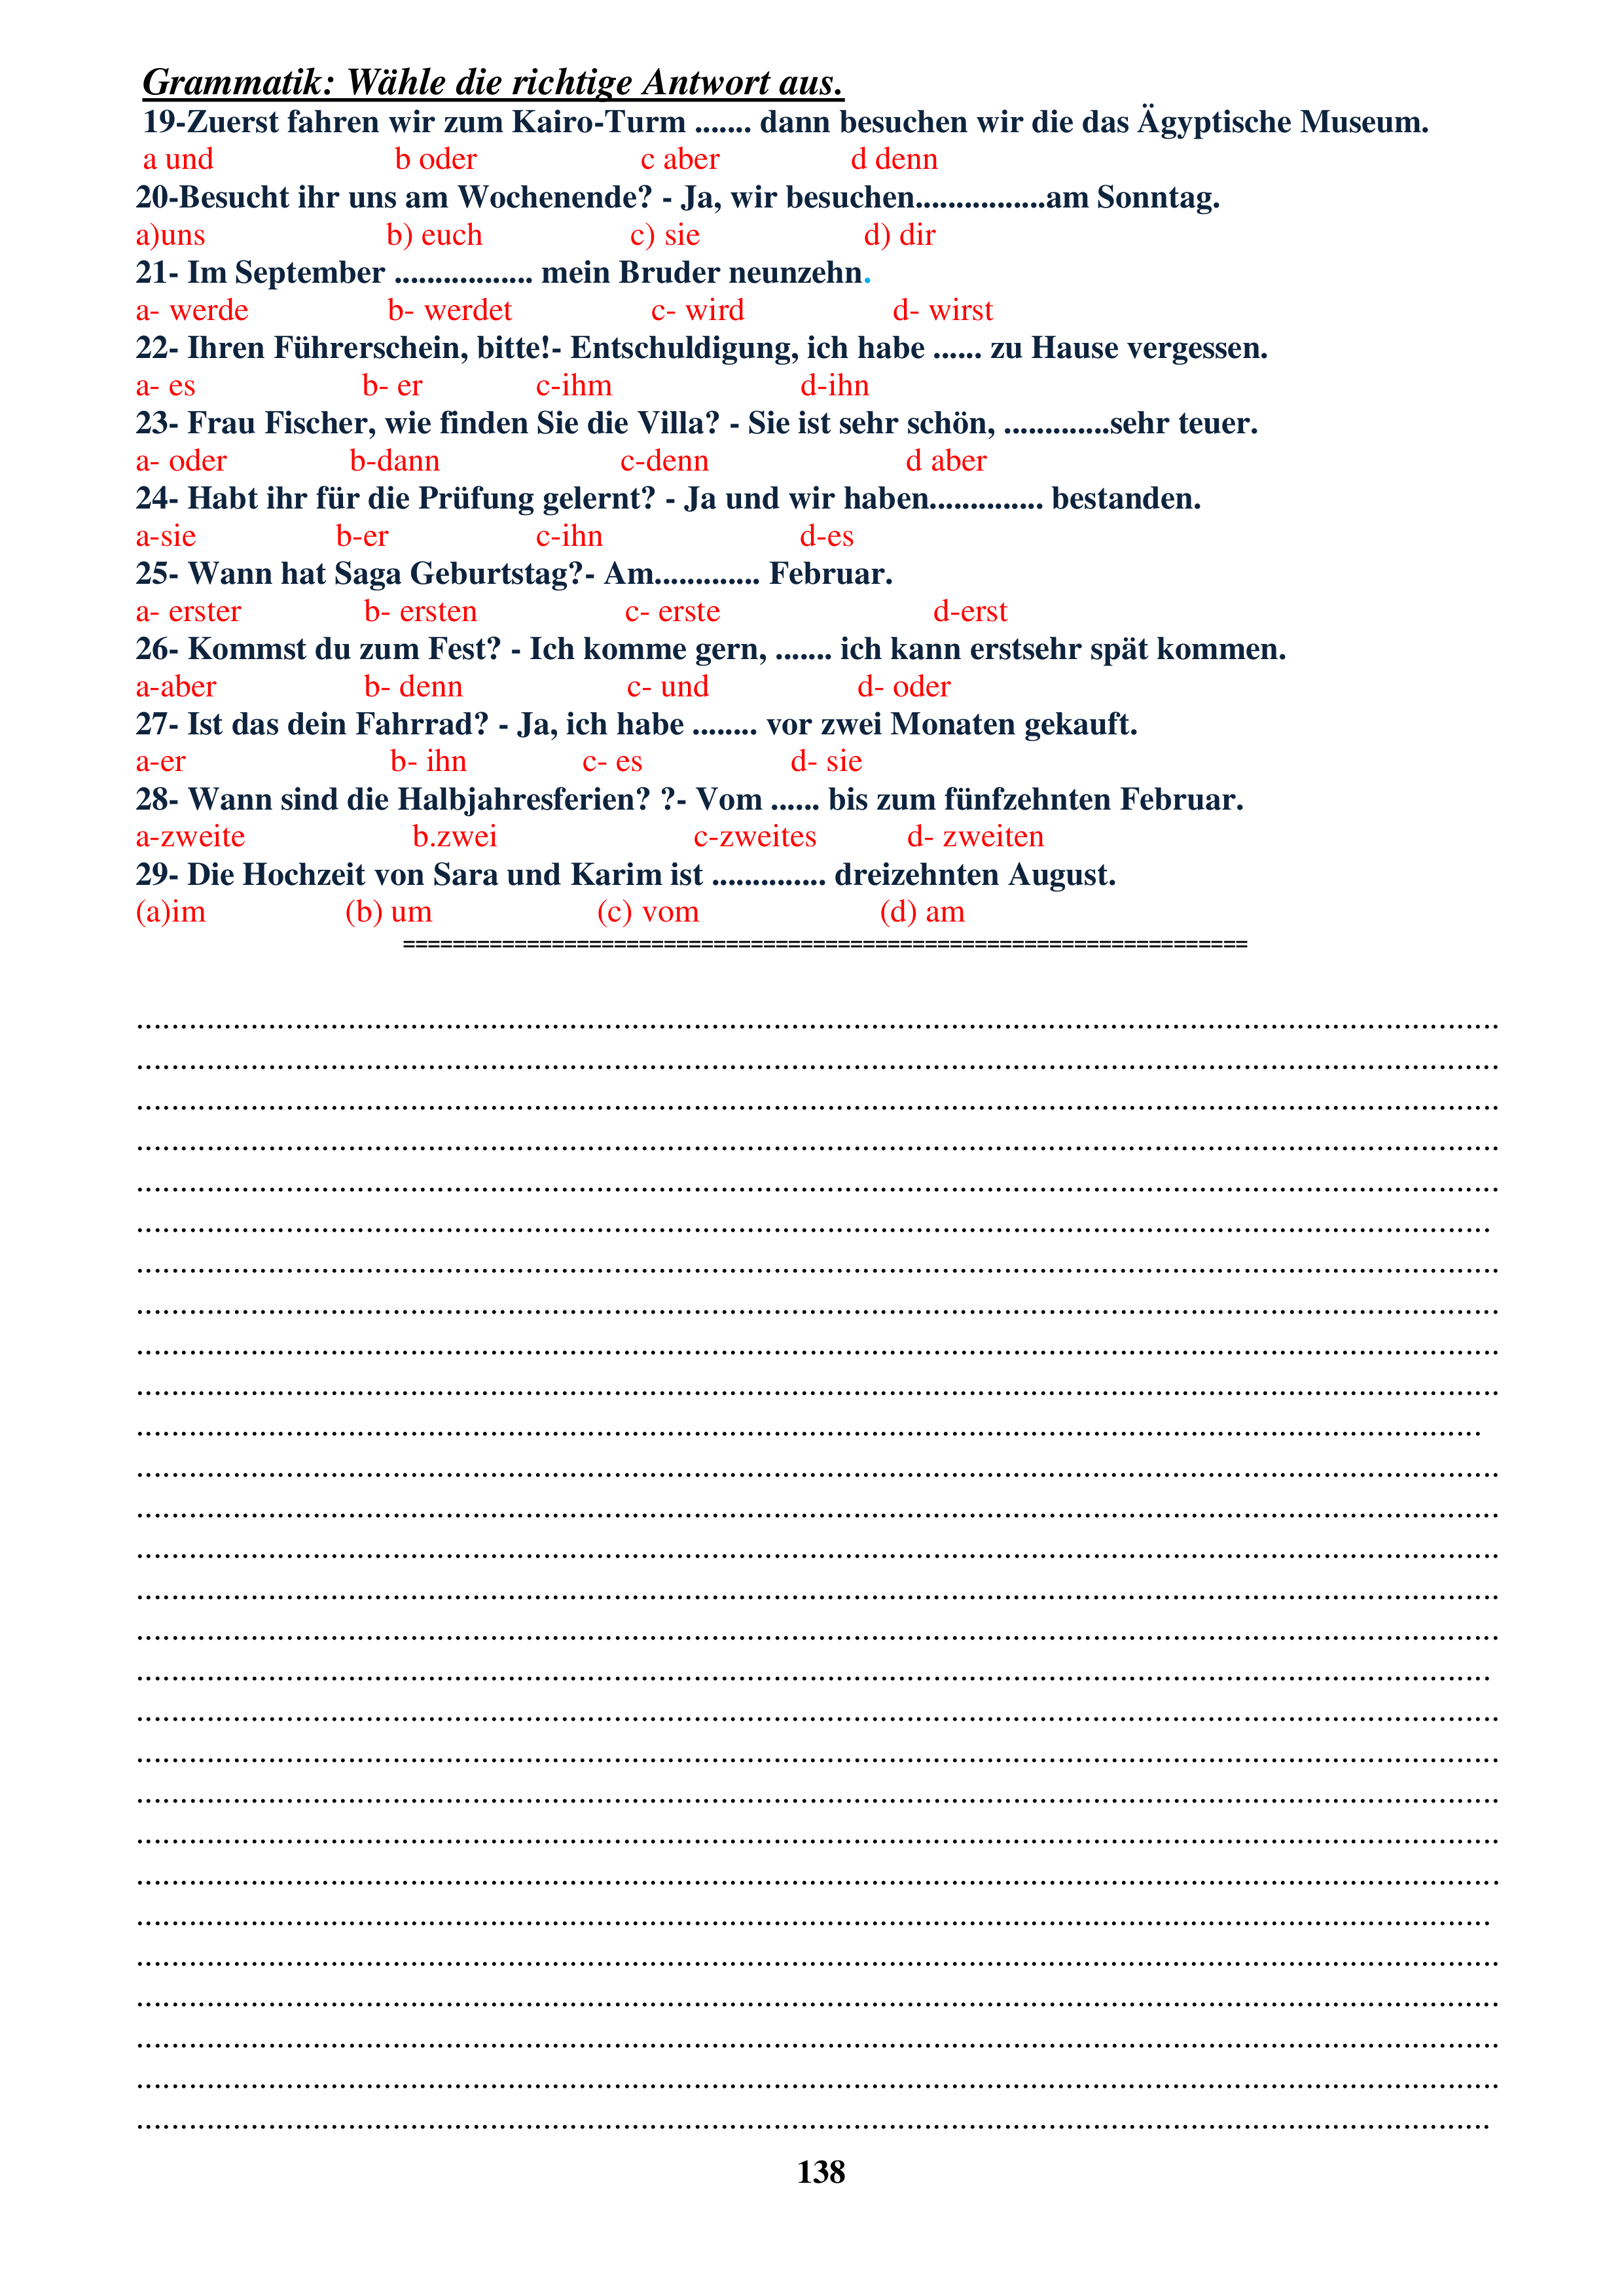 Grammatik: Wähle die richtige Antwort aus.
19-Zuerst fahren wir zum Kairo-Turm ....... dann besuchen wir die das Ägyptische Museum.
a und b oder c aber d denn
20-Besucht ihr uns am Wochenende? - Ja, wir besuchen................am Sonntag.
a)uns b) euch c) sie d) dir
21- Im September ................. mein Bruder neunzehn.
a- werde b- werdet c- wird d- wirst
22- Ihren Führerschein, bitte!- Entschuldigung, ich habe ...... zu Hause vergessen.
a- es b- er c-ihm d-ihn
23- Frau Fischer, wie finden Sie die Villa? - Sie ist sehr schön, .............sehr teuer.
a- oder b-dann c-denn d aber
24- Habt ihr für die Prüfung gelernt? - Ja und wir haben.............. bestanden.
a-sie b-er c-ihn d-es
25- Wann hat Saga Geburtstag?- Am............. Februar.
a- erster b- ersten c- erste d-erst
26- Kommst du zum Fest? - Ich komme gern, ....... ich kann erstsehr spät kommen.
a-aber b- denn c- und d- oder
27- Ist das dein Fahrrad? - Ja, ich habe ........ vor zwei Monaten gekauft.
a-er b- ihn c- es d- sie
28- Wann sind die Halbjahresferien? ?- Vom ...... bis zum fünfzehnten Februar.
a-zweite b.zwei c-zweites d- zweiten
29- Die Hochzeit von Sara und Karim ist .............. dreizehnten August.
(a)im (b) um (c) vom (d) am
138